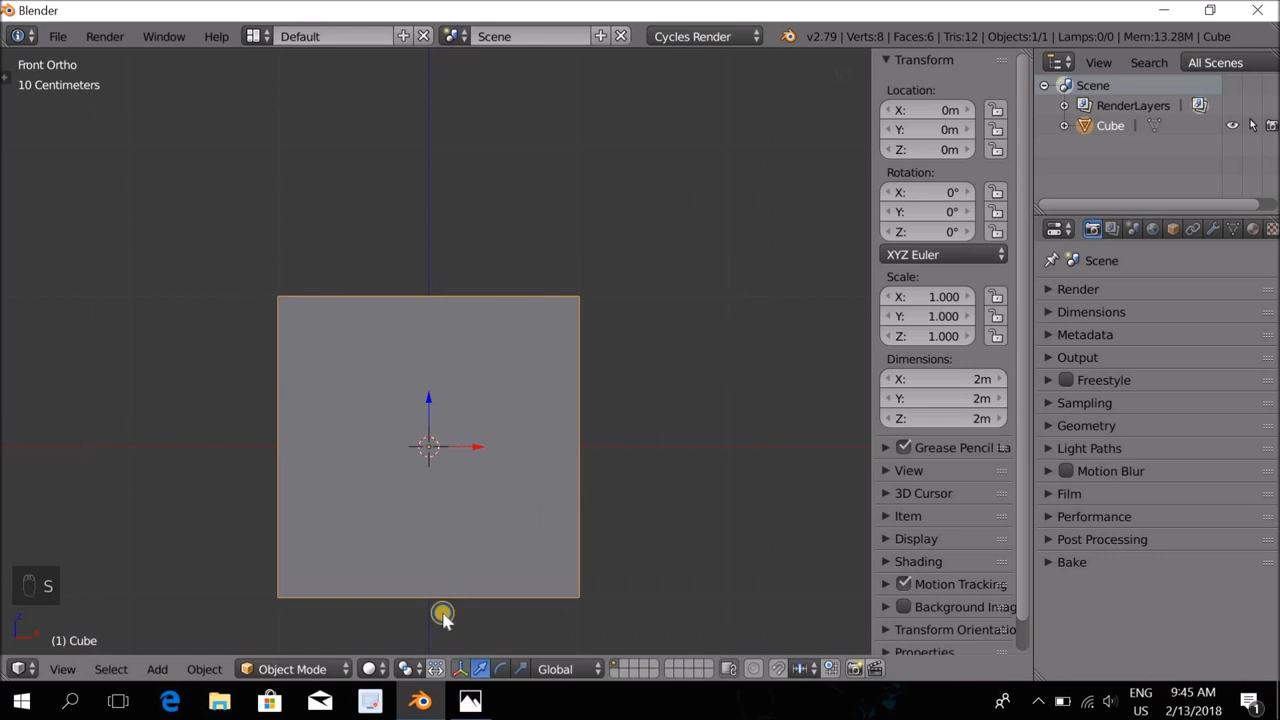 Blender
File Render Window Help Default Scene Cycles Render v2.79 | Verts:8 | Faces:6 | Tris:12 | Objects:1/1 | Lamps:0/0 | Mem:13.28M | Cube
Front Ortho
10 Centimeters
S
(1) Cube
Transform
Location:
X: 0m
Y: 0m
Z: 0m
Rotation:
X: 0°
Y: 0°
Z: 0°
XYZ Euler
Scale:
X: 1.000
Y: 1.000
Z: 1.000
Dimensions:
X: 2m
Y: 2m
Z: 2m
Grease Pencil La
View
3D Cursor
Item
Display
Shading
Motion Tracking
Background Imag
Transform Orientatio
Properties
View Search All Scenes
Scene
RenderLayers |
Cube |
Scene
Render
Dimensions
Metadata
Output
Freestyle
Sampling
Geometry
Light Paths
Motion Blur
Film
Performance
Post Processing
Bake
View Select Add Object Object Mode Global
ENG 9:45 AM
US 2/13/2018 1